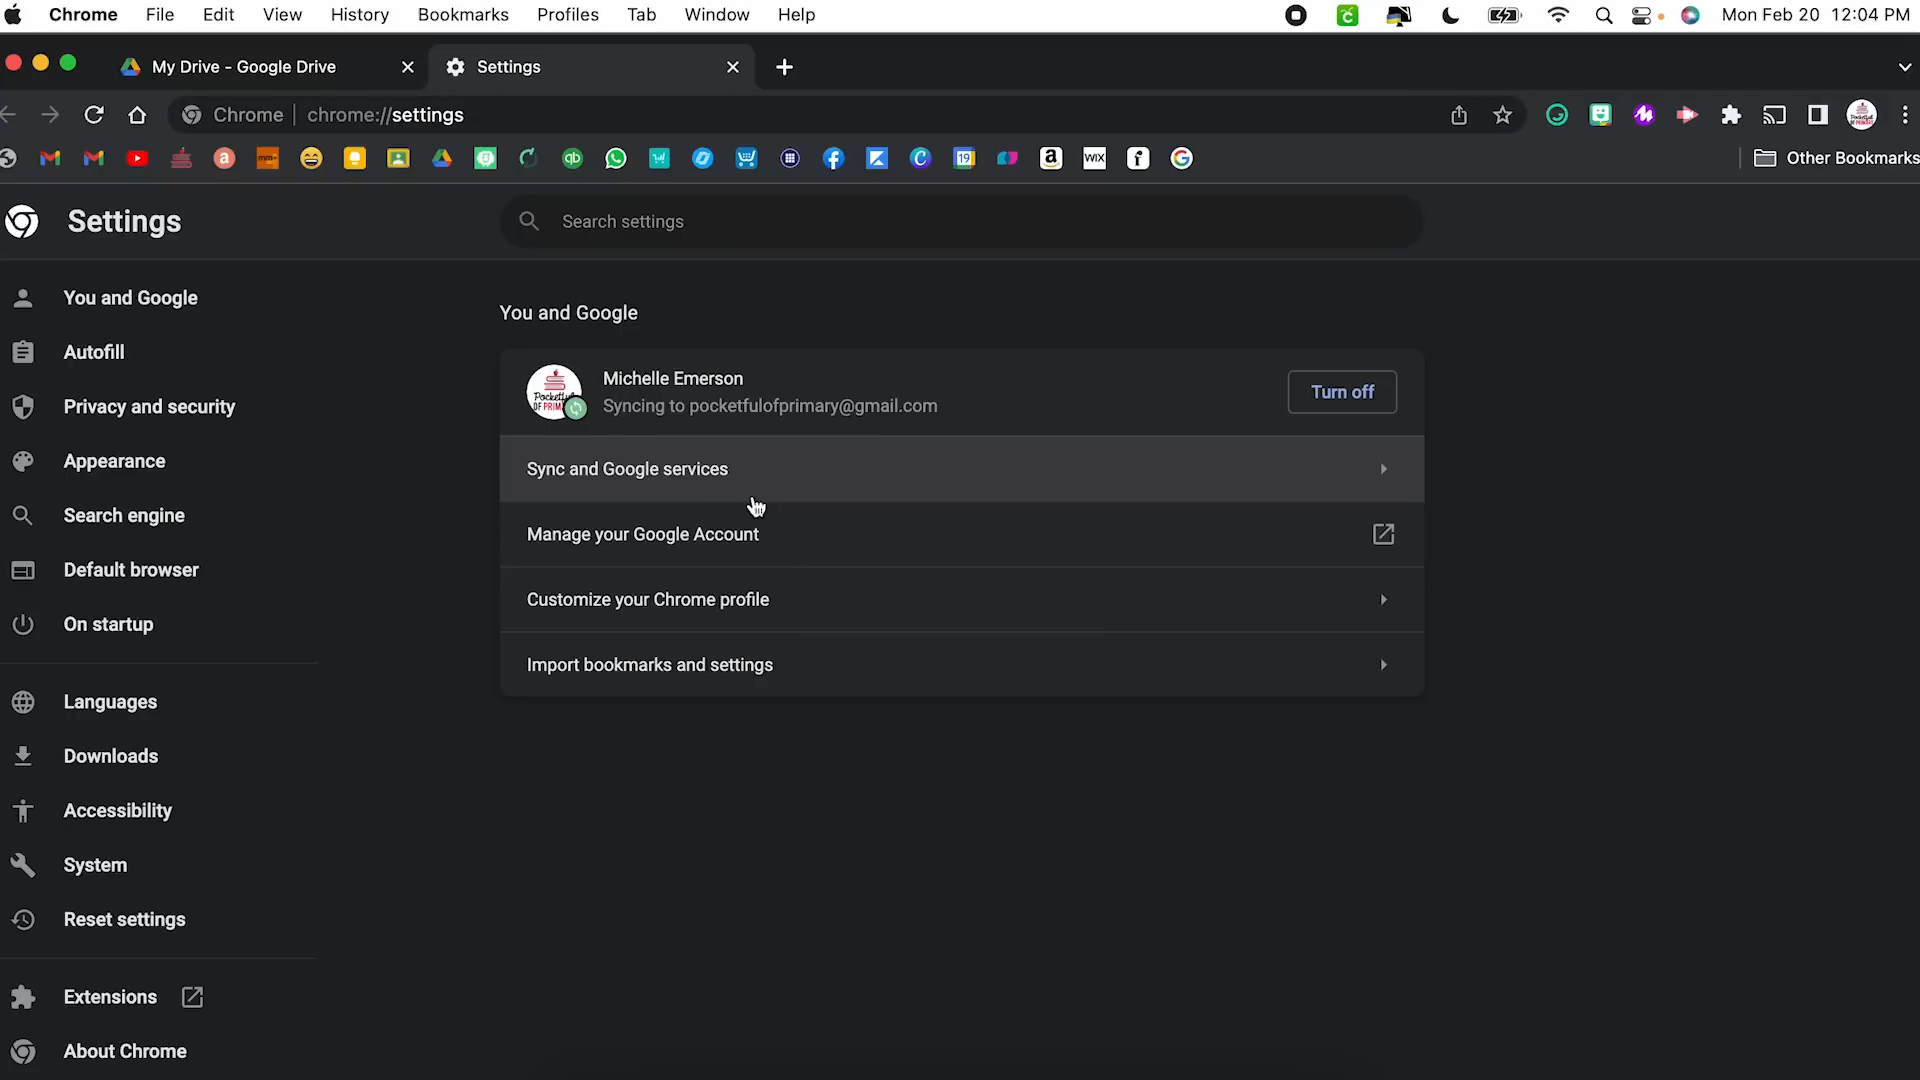 Chrome File Edit View History Bookmarks Profiles Tab Window Help Mon Feb 20 12:04 PM
My Drive - Google Drive Settings
Chrome chrome://settings
mm+ qb 19 a WIX i Other Bookmarks
Settings Search settings
You and Google
Autofill
Privacy and security
Appearance
Search engine
Default browser
On startup
Languages
Downloads
Accessibility
System
Reset settings
Extensions
About Chrome
You and Google
Michelle Emerson
Syncing to pocketfulofprimary@gmail.com
Turn off
Sync and Google services
Manage your Google Account
Customize your Chrome profile
Import bookmarks and settings